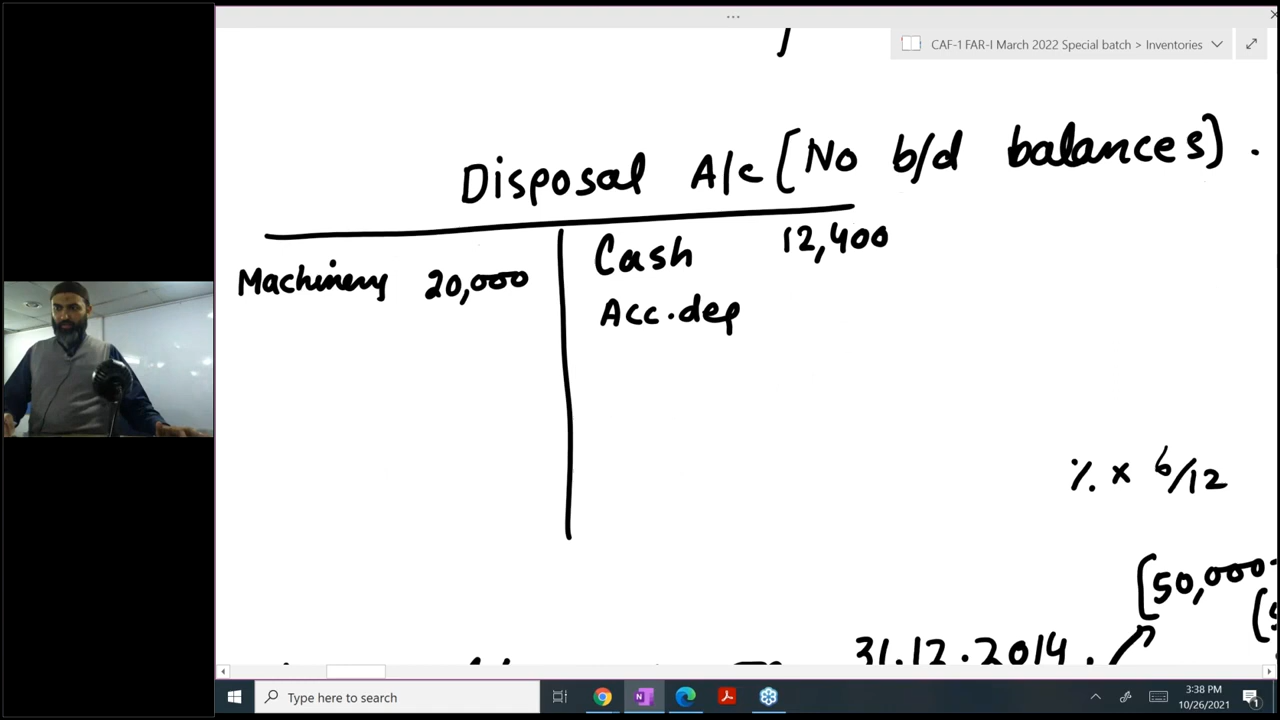 CAF-1 FAR-I March 2022 Special batch > Inventories
Disposal A/c [No b/d balances].
Machinery 20,000
Cash 12,400
Acc.dep
% x 6/12
[50,000-
31.12.2014.
Type here to search
3:38 PM
10/26/2021
1